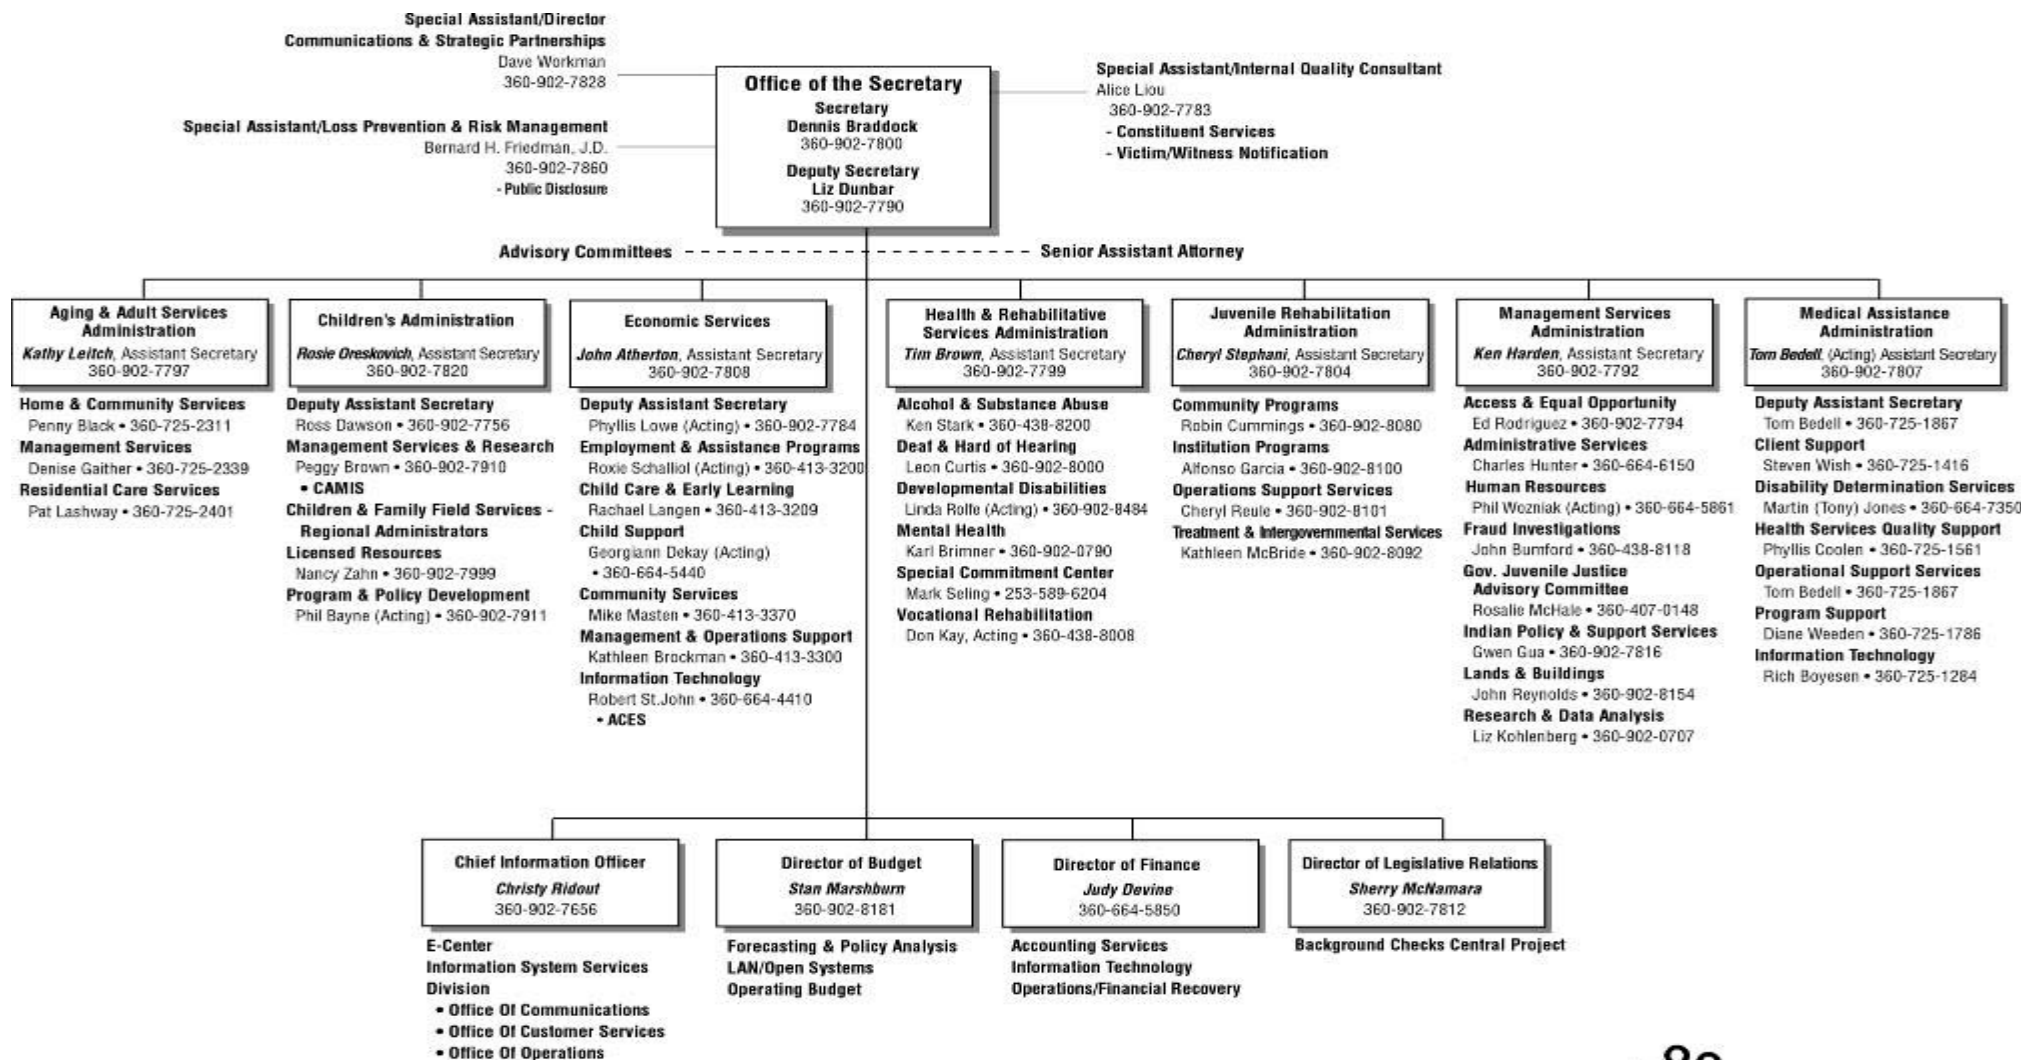 Special Assistant/Director
Communications & Strategic Partnerships
Dave Workman
360-902-7828
Special Assistant/Loss Prevention & Risk Management
Bernard H. Friedman, J.D.
360-902-7860
- Public Disclosure
Office of the Secretary
Secretary
Dennis Braddock
360-902-7800
Deputy Secretary
Liz Dunbar
360-902-7790
Special Assistant/Internal Quality Consultant
Alice Liou
360-902-7783
- Constituent Services
- Victim/Witness Notification
Advisory Committees
Senior Assistant Attorney
Aging & Adult Services
Administration
Kathy Leitch, Assistant Secretary
360-902-7797
Home & Community Services
Penny Black • 360-725-2311
Management Services
Denise Gaither • 360-725-2339
Residential Care Services
Pat Lashway • 360-725-2401
Children's Administration
Rosie Oreskovich, Assistant Secretary
360-902-7820
Deputy Assistant Secretary
Ross Dawson • 360-902-7756
Management Services & Research
Peggy Brown • 360-902-7910
• CAMIS
Children & Family Field Services -
Regional Administrators
Licensed Resources
Nancy Zahn • 360-902-7999
Program & Policy Development
Phil Bayne (Acting) • 360-902-7911
Economic Services
John Atherton, Assistant Secretary
360-902-7808
Deputy Assistant Secretary
Phyllis Lowe (Acting) • 360-902-7784
Employment & Assistance Programs
Roxie Schalliol (Acting) • 360-413-3200
Child Care & Early Learning
Rachael Langen • 360-413-3209
Child Support
Georgiann Dekay (Acting)
• 360-664-5440
Community Services
Mike Masten • 360-413-3370
Management & Operations Support
Kathleen Brockman • 360-413-3300
Information Technology
Robert St.John • 360-664-4410
• ACES
Health & Rehabilitative
Services Administration
Tim Brown, Assistant Secretary
360-902-7799
Alcohol & Substance Abuse
Ken Stark • 360-438-8200
Deaf & Hard of Hearing
Leon Curtis • 360-902-8000
Developmental Disabilities
Linda Rolfe (Acting) • 360-902-8484
Mental Health
Karl Brimner • 360-902-0790
Special Commitment Center
Mark Seling • 253-589-6204
Vocational Rehabilitation
Don Kay, Acting • 360-438-8008
Juvenile Rehabilitation
Administration
Cheryl Stephani, Assistant Secretary
360-902-7804
Community Programs
Robin Cummings • 360-902-8080
Institution Programs
Alfonso Garcia • 360-902-8100
Operations Support Services
Cheryl Reule • 360-902-8101
Treatment & Intergovernmental Services
Kathleen McBride • 360-902-8092
Management Services
Administration
Ken Harden, Assistant Secretary
360-902-7792
Access & Equal Opportunity
Ed Rodriguez • 360-902-7794
Administrative Services
Charles Hunter • 360-664-6150
Human Resources
Phil Wozniak (Acting) • 360-664-5861
Fraud Investigations
John Bumford • 360-438-8118
Gov. Juvenile Justice
Advisory Committee
Rosalie McHale • 360-407-0148
Indian Policy & Support Services
Gwen Gua • 360-902-7816
Lands & Buildings
John Reynolds • 360-902-8154
Research & Data Analysis
Liz Kohlenberg • 360-902-0707
Medical Assistance
Administration
Tom Bedell, (Acting) Assistant Secretary
360-902-7807
Deputy Assistant Secretary
Tom Bedell • 360-725-1867
Client Support
Steven Wish • 360-725-1416
Disability Determination Services
Martin (Tony) Jones • 360-664-7350
Health Services Quality Support
Phyllis Coolen • 360-725-1561
Operational Support Services
Tom Bedell • 360-725-1867
Program Support
Diane Weeden • 360-725-1786
Information Technology
Rich Boyesen • 360-725-1284
Chief Information Officer
Christy Ridout
360-902-7656
E-Center
Information System Services
Division
• Office Of Communications
• Office Of Customer Services
• Office Of Operations
Director of Budget
Stan Marshburn
360-902-8181
Forecasting & Policy Analysis
LAN/Open Systems
Operating Budget
Director of Finance
Judy Devine
360-664-5850
Accounting Services
Information Technology
Operations/Financial Recovery
Director of Legislative Relations
Sherry McNamara
360-902-7812
Background Checks Central Project